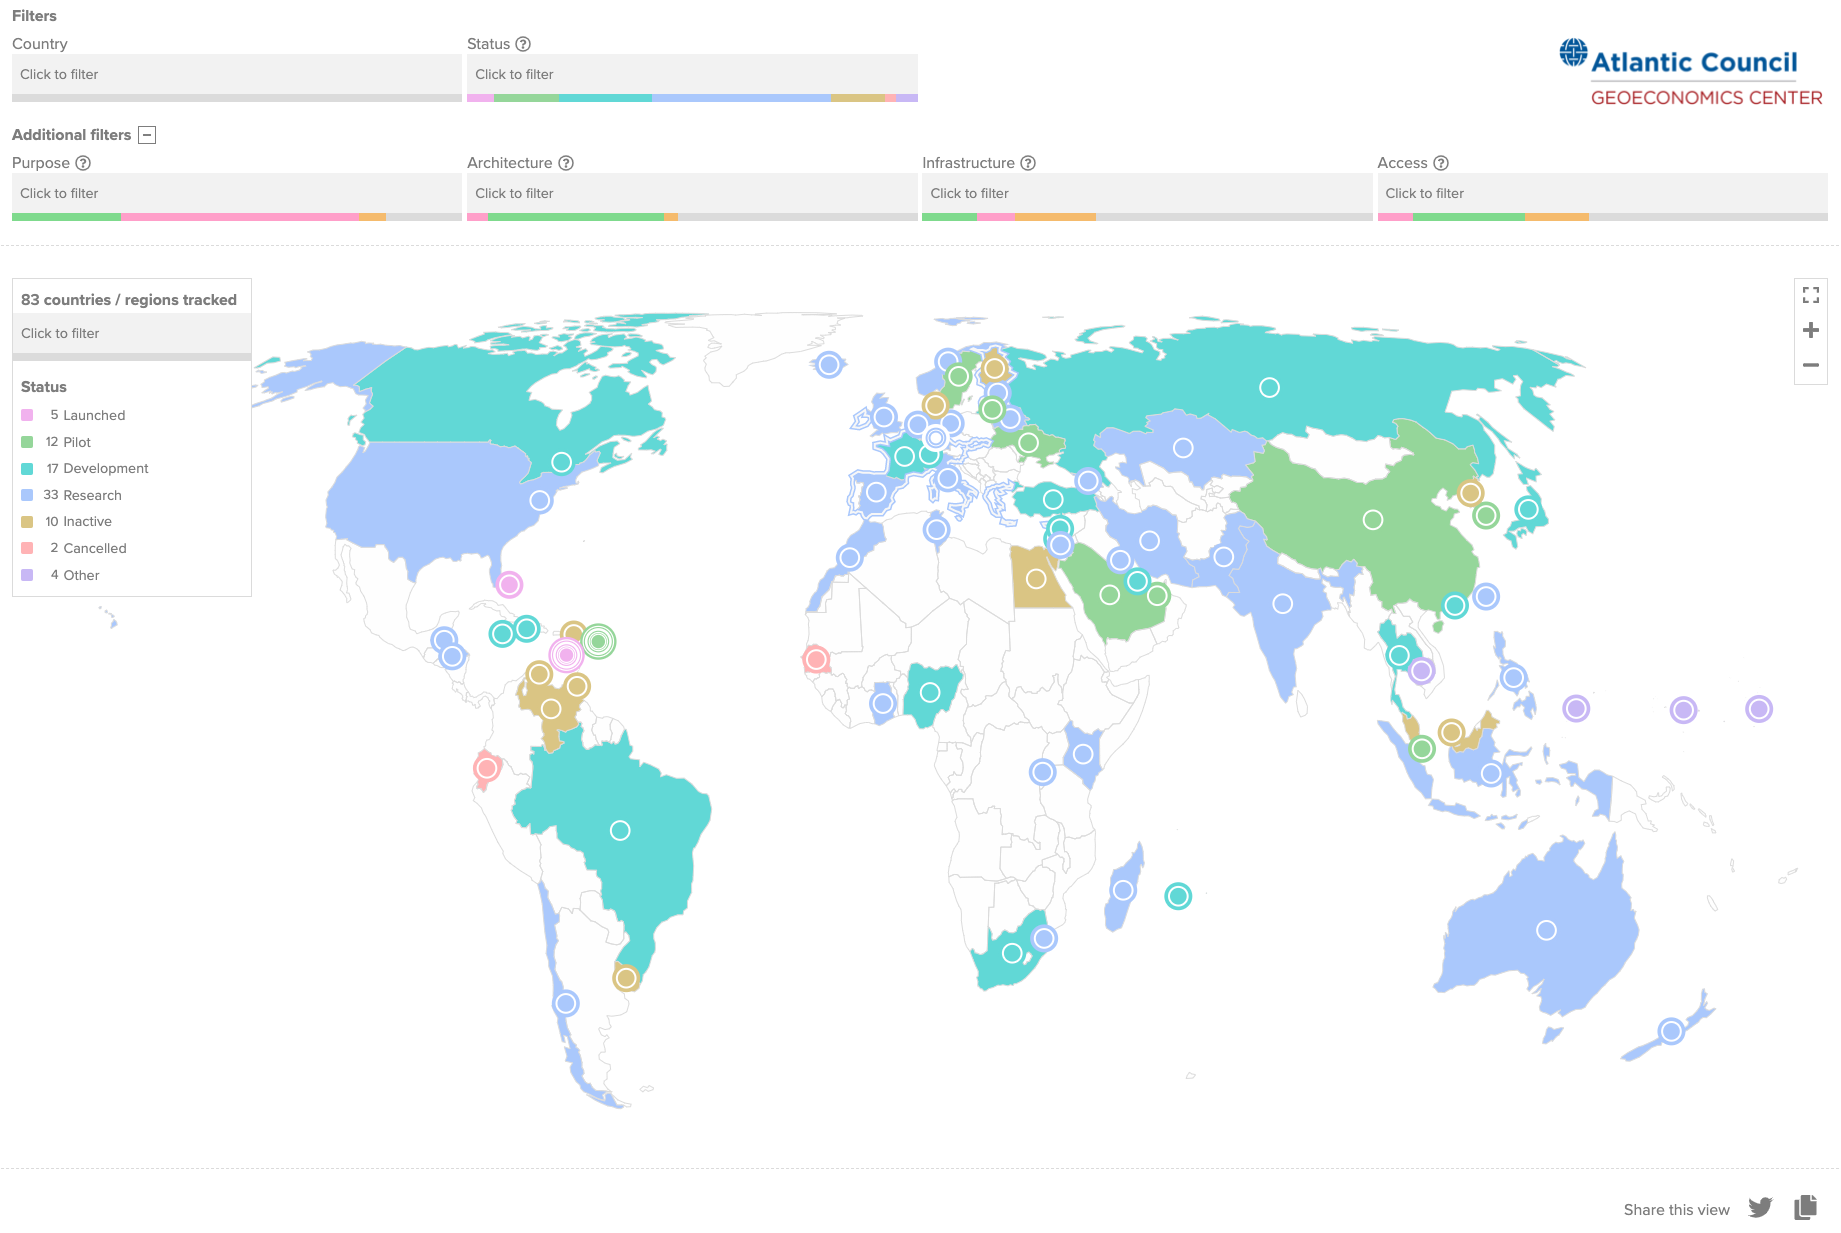 Filters
Country
Status ?
Click to filter
Click to filter
Atlantic Council
GEOECONOMICS CENTER
Additional filters −
Purpose ?
Architecture ?
Infrastructure ?
Access ?
Click to filter
Click to filter
Click to filter
Click to filter
83 countries / regions tracked
Click to filter
Status
5 Launched
12 Pilot
17 Development
33 Research
10 Inactive
2 Cancelled
4 Other
Share this view